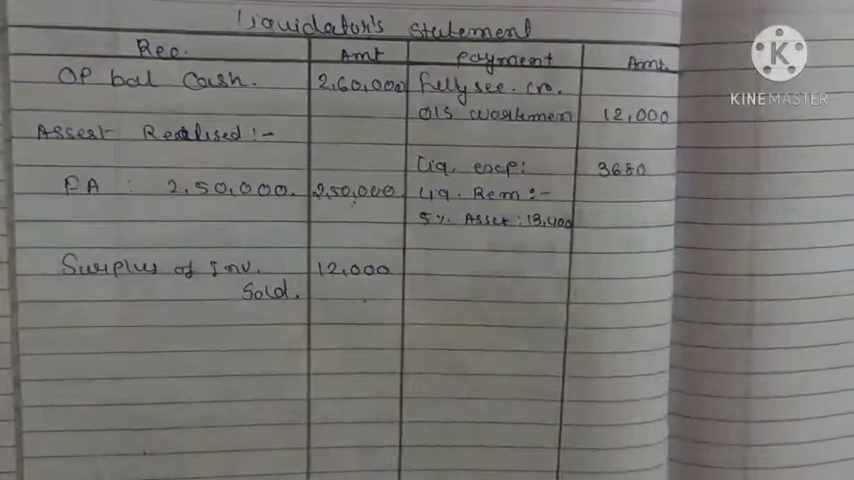 Liquidator's Statement
Rec. Amt payment Amt.
OP bal Cash. 2,60,000 fully sec. cr.
O/S workmen 12,000
Assest Realised :-
Liq. exp: 3680
FA : 2,50,000. 2,50,000 Liq. Rem :-
5% Asset : 13,400
Surplus of Inv. 12,000
Sold.
K
KINEMASTER